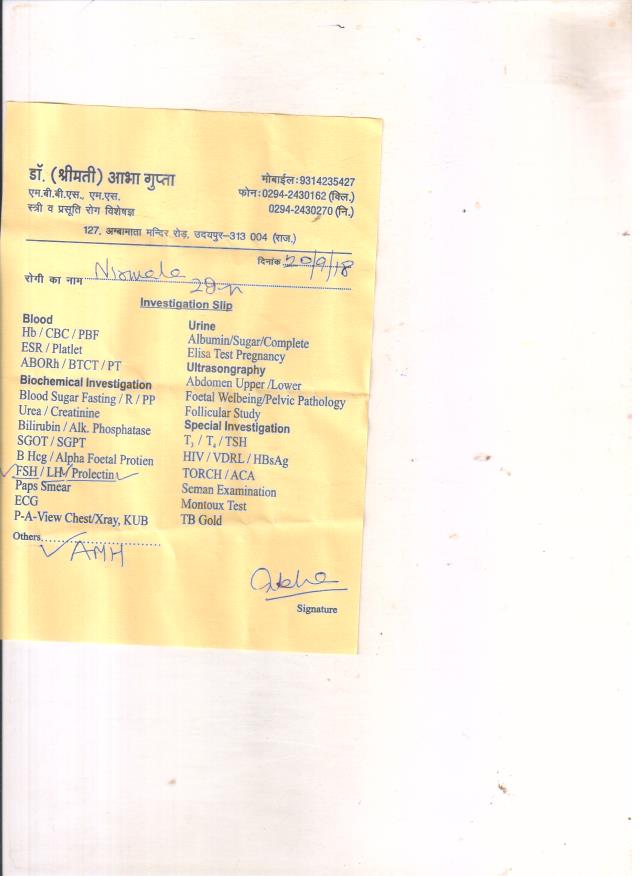 डॉ. (श्रीमती) आभा गुप्ता
एम.बी.बी.एस., एम.एस.
स्त्री व प्रसूति रोग विशेषज्ञ
मोबाईल:9314235427
फोन:0294-2430162 (क्लि.)
0294-2430270 (नि.)
127, अम्बामाता मन्दिर रोड़, उदयपुर-313 004 (राज.)
दिनांक 20/9/18
रोगी का नाम Nirmala
Investigation Slip
Blood
Hb / CBC / PBF
ESR / Platlet
ABORh / BTCT / PT
Biochemical Investigation
Blood Sugar Fasting / R / PP
Urea / Creatinine
Bilirubin / Alk. Phosphatase
SGOT / SGPT
B Hcg / Alpha Foetal Protien
✓FSH / LH✓/ Prolectin ✓
Paps Smear
ECG
P-A-View Chest/Xray, KUB
Others
✓ AMH
Urine
Albumin/Sugar/Complete
Elisa Test Pregnancy
Ultrasongraphy
Abdomen Upper /Lower
Foetal Welbeing/Pelvic Pathology
Follicular Study
Special Investigation
T3 / T4 / TSH
HIV / VDRL / HBsAg
TORCH / ACA
Seman Examination
Montoux Test
TB Gold
Signature